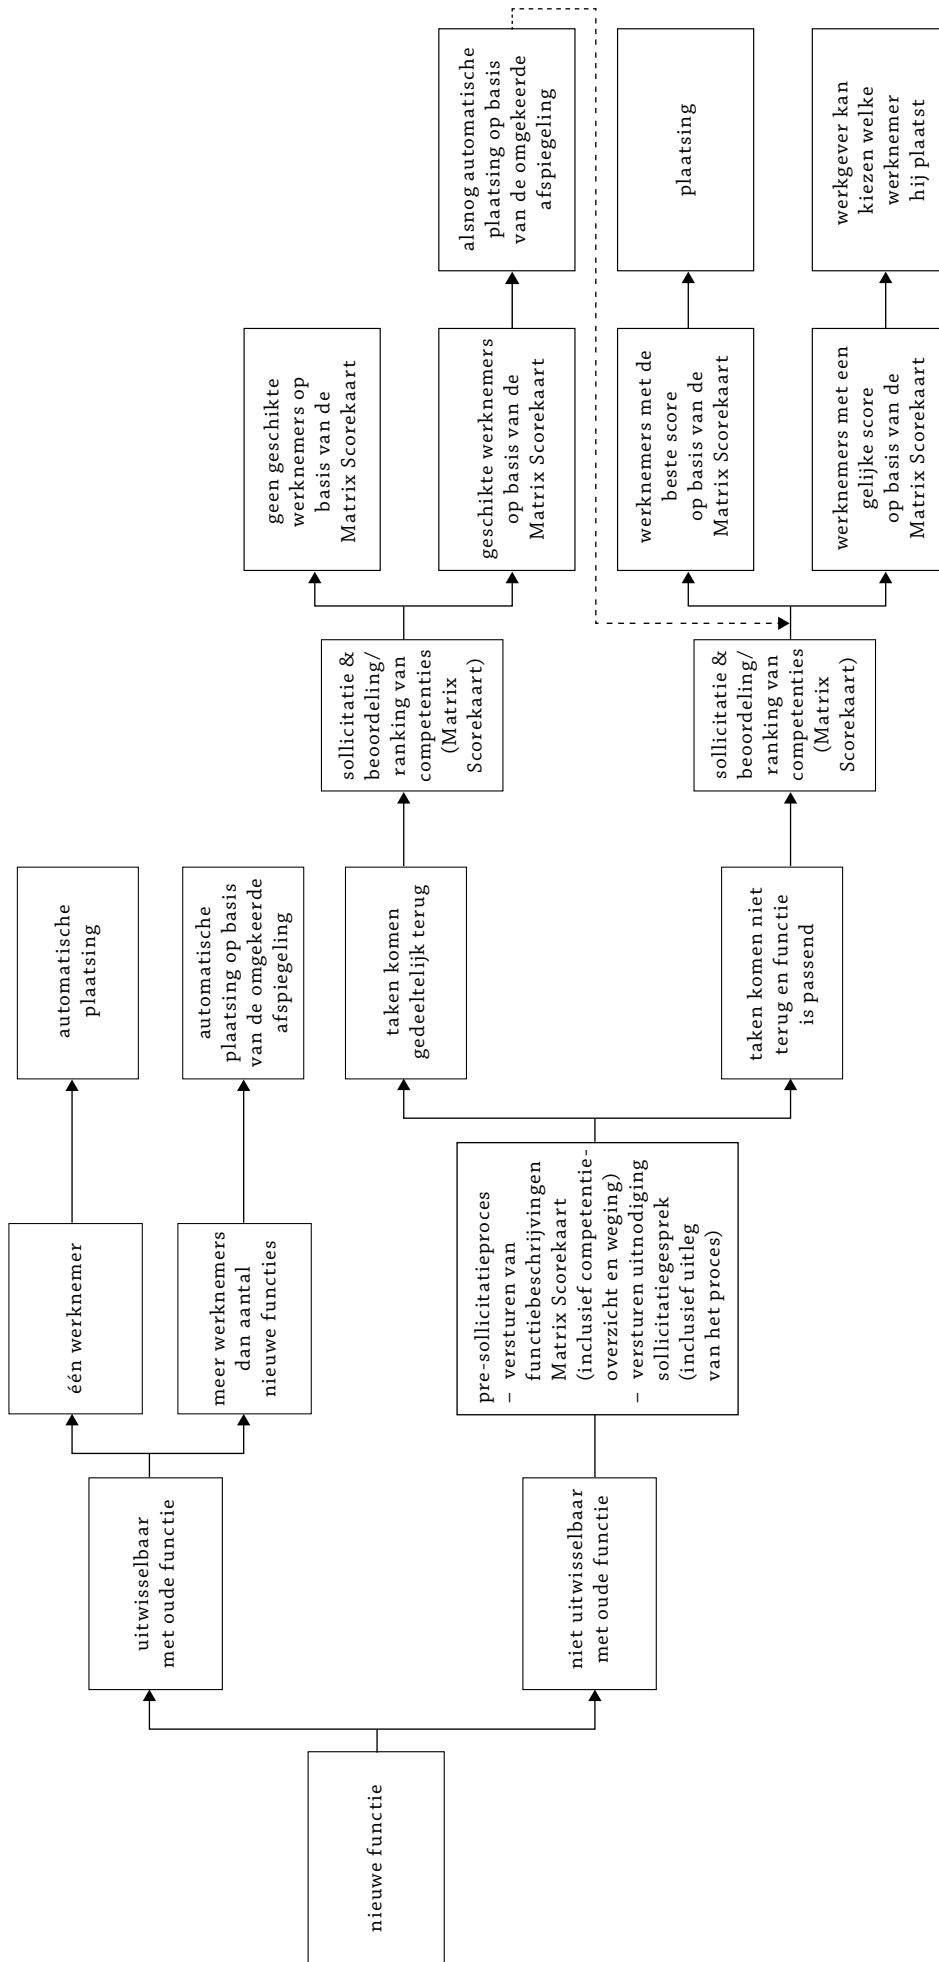 nieuwe functie
uitwisselbaar
met oude functie
één werknemer
automatische
plaatsing
meer werknemers
dan aantal
nieuwe functies
automatische
plaatsing op basis
van de omgekeerde
afspiegeling
niet uitwisselbaar
met oude functie
pre-sollicitatieproces
– versturen van
functiebeschrijvingen
Matrix Scorekaart
(inclusief competentie-
overzicht en weging)
– versturen uitnodiging
sollicitatiegesprek
(inclusief uitleg
van het proces)
taken komen
gedeeltelijk terug
sollicitatie &
beoordeling/
ranking van
competenties
(Matrix
Scorekaart)
geen geschikte
werknemers op
basis van de
Matrix Scorekaart
geschikte werknemers
op basis van de
Matrix Scorekaart
alsnog automatische
plaatsing op basis
van de omgekeerde
afspiegeling
taken komen niet
terug en functie
is passend
sollicitatie &
beoordeling/
ranking van
competenties
(Matrix
Scorekaart)
werknemers met de
beste score
op basis van de
Matrix Scorekaart
plaatsing
werknemers met een
gelijke score
op basis van de
Matrix Scorekaart
werkgever kan
kiezen welke
werknemer
hij plaatst